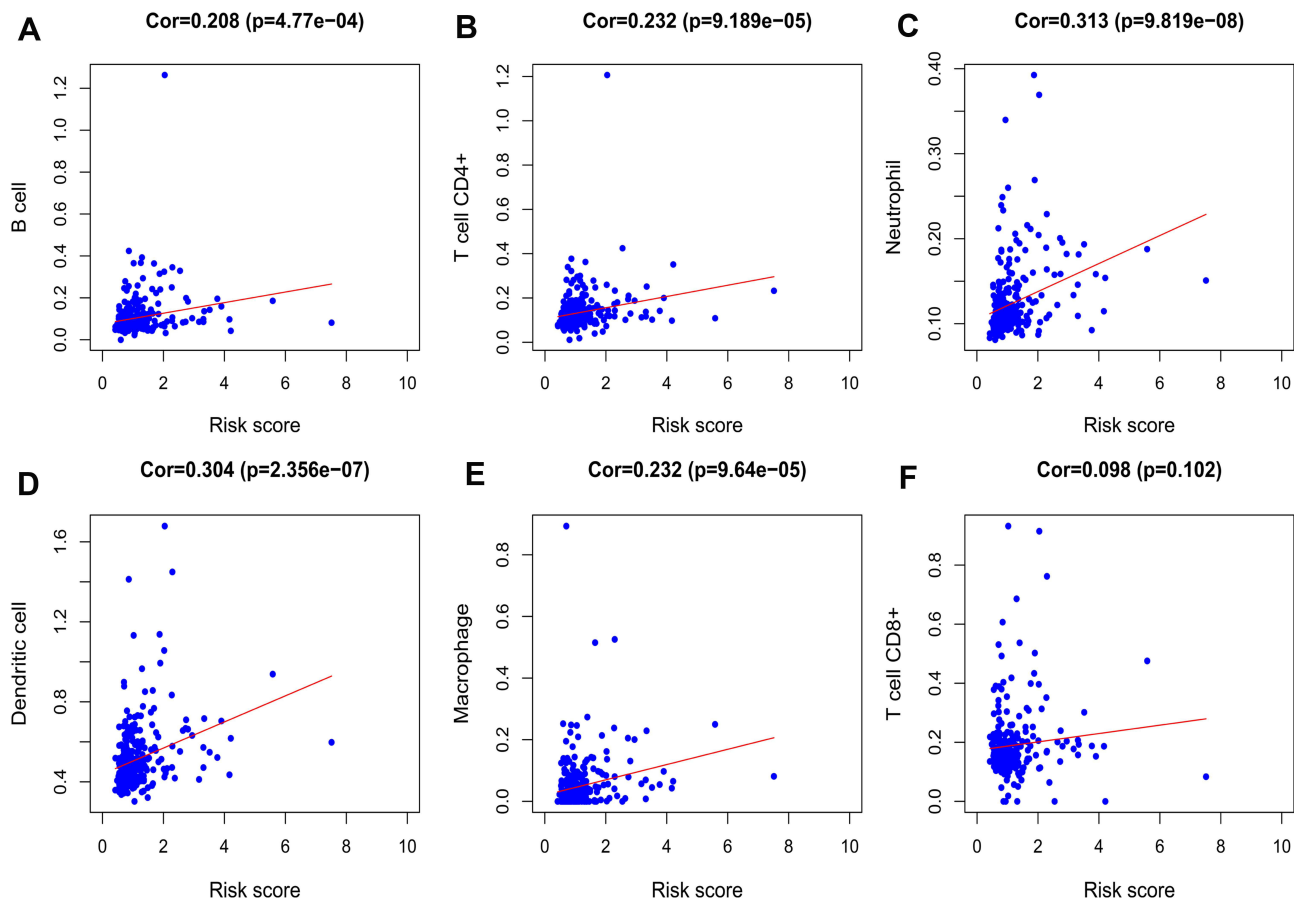 A
Cor=0.208 (p=4.77e−04)
B cell
0.0 0.2 0.4 0.6 0.8 1.0 1.2
0 2 4 6 8 10
Risk score
B
Cor=0.232 (p=9.189e−05)
T cell CD4+
0.0 0.2 0.4 0.6 0.8 1.0 1.2
0 2 4 6 8 10
Risk score
C
Cor=0.313 (p=9.819e−08)
Neutrophil
0.10 0.20 0.30 0.40
0 2 4 6 8 10
Risk score
D
Cor=0.304 (p=2.356e−07)
Dendritic cell
0.4 0.8 1.2 1.6
0 2 4 6 8 10
Risk score
E
Cor=0.232 (p=9.64e−05)
Macrophage
0.0 0.2 0.4 0.6 0.8
0 2 4 6 8 10
Risk score
F
Cor=0.098 (p=0.102)
T cell CD8+
0.0 0.2 0.4 0.6 0.8
0 2 4 6 8 10
Risk score